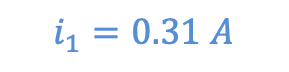 i₁ = 0.31 A